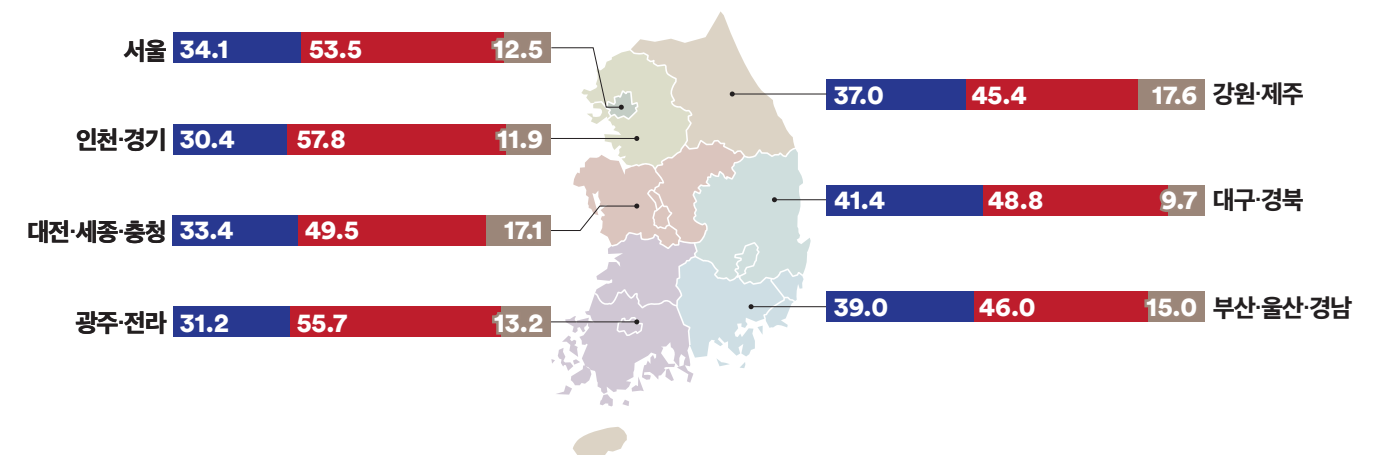 서울 34.1 53.5 12.5
인천·경기 30.4 57.8 11.9
대전·세종·충청 33.4 49.5 17.1
광주·전라 31.2 55.7 13.2
37.0 45.4 17.6 강원·제주
41.4 48.8 9.7 대구·경북
39.0 46.0 15.0 부산·울산·경남